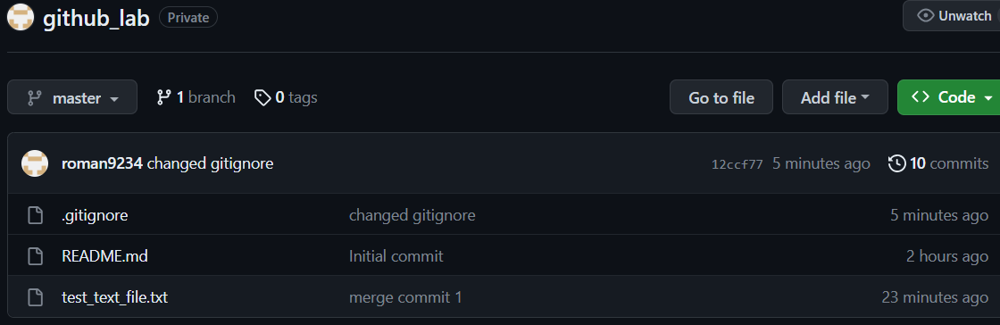 github_lab Private Unwatch
master 1 branch 0 tags Go to file Add file Code
roman9234 changed gitignore 12ccf77 5 minutes ago 10 commits
.gitignore changed gitignore 5 minutes ago
README.md Initial commit 2 hours ago
test_text_file.txt merge commit 1 23 minutes ago